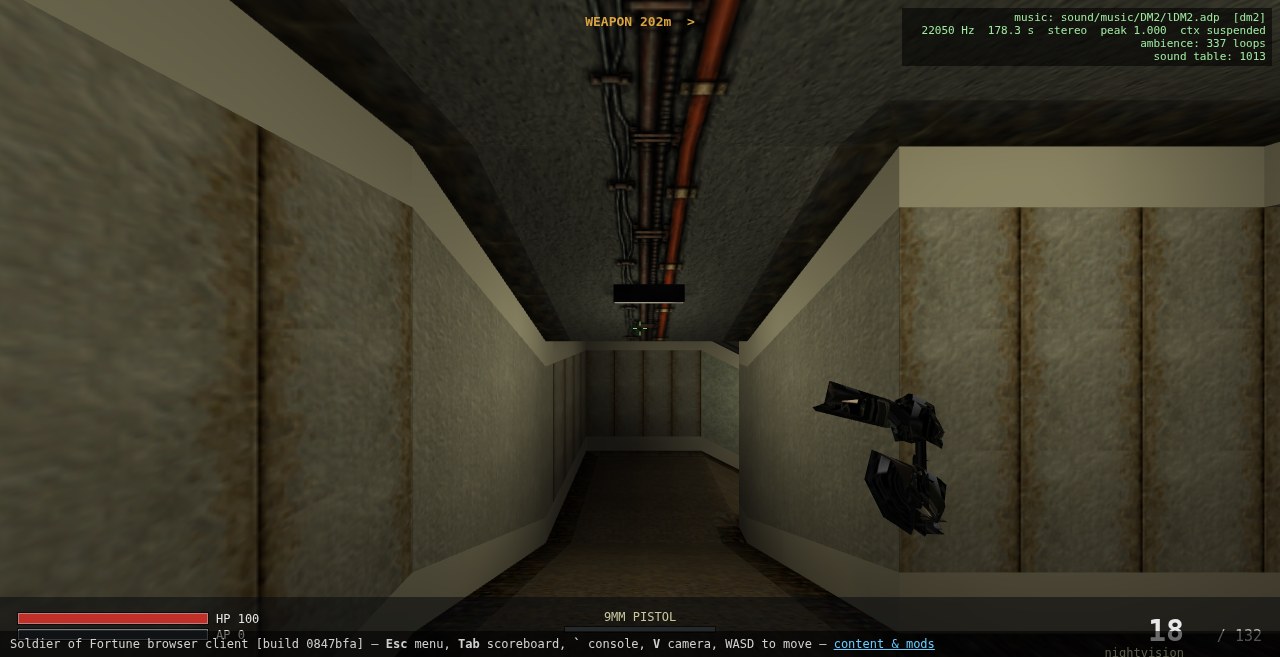 WEAPON 202m >
music: sound/music/DM2/lDM2.adp [dm2]
22050 Hz 178.3 s stereo peak 1.000 ctx suspended
ambience: 337 loops
sound table: 1013
HP 100
AP 0
9MM PISTOL
18 / 132
nightvision
Soldier of Fortune browser client [build 0847bfa] — Esc menu, Tab scoreboard, ` console, V camera, WASD to move — content & mods